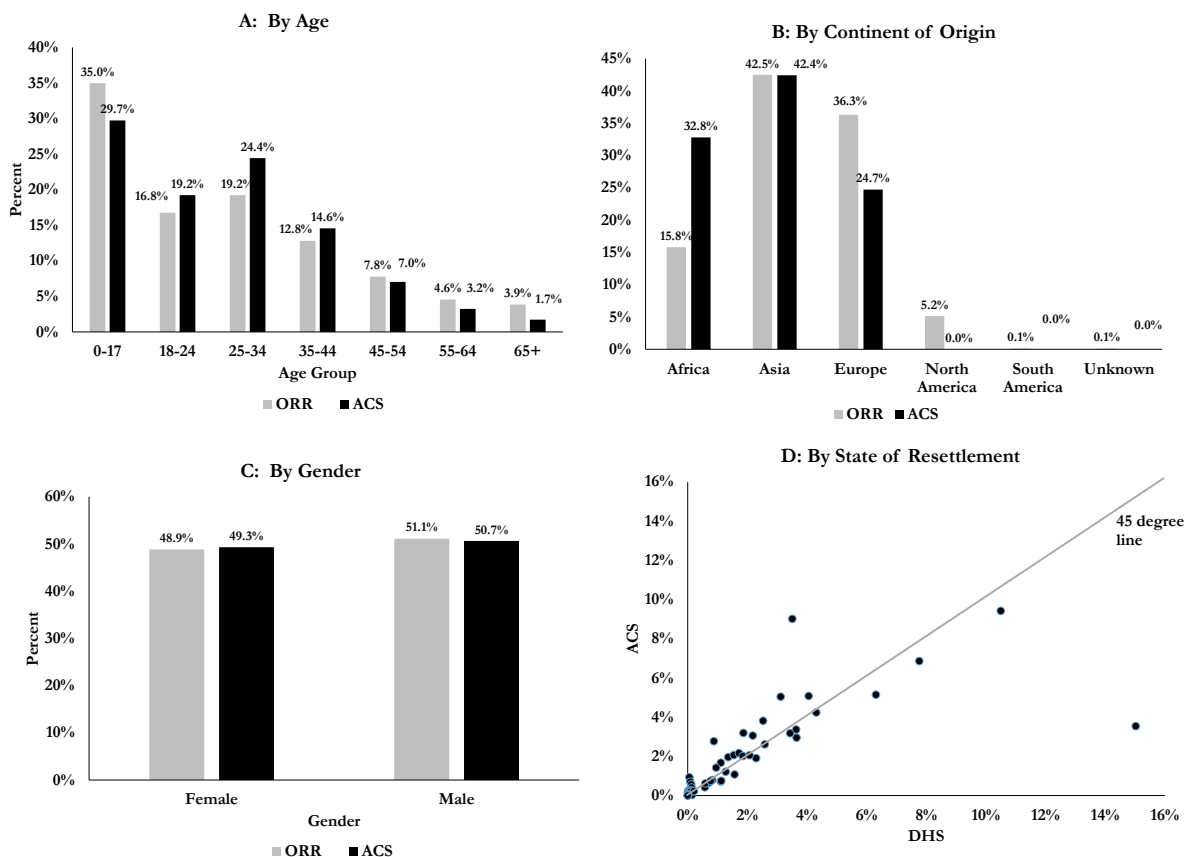 A: By Age
40%
35%
30%
25%
20%
15%
10%
5%
0%
Percent
35.0%
29.7%
16.8%
19.2%
19.2%
24.4%
12.8%
14.6%
7.8%
7.0%
4.6%
3.2%
3.9%
1.7%
0-17
18-24
25-34
35-44
45-54
55-64
65+
Age Group
ORR
ACS
B: By Continent of Origin
45%
40%
35%
30%
25%
20%
15%
10%
5%
0%
15.8%
32.8%
42.5%
42.4%
36.3%
24.7%
5.2%
0.0%
0.1%
0.0%
0.1%
0.0%
Africa
Asia
Europe
North
America
South
America
Unknown
ORR
ACS
C: By Gender
60%
50%
40%
30%
20%
10%
0%
Percent
48.9%
49.3%
51.1%
50.7%
Female
Male
Gender
ORR
ACS
D: By State of Resettlement
16%
14%
12%
10%
8%
6%
4%
2%
0%
ACS
45 degree
line
0%
2%
4%
6%
8%
10%
12%
14%
16%
DHS